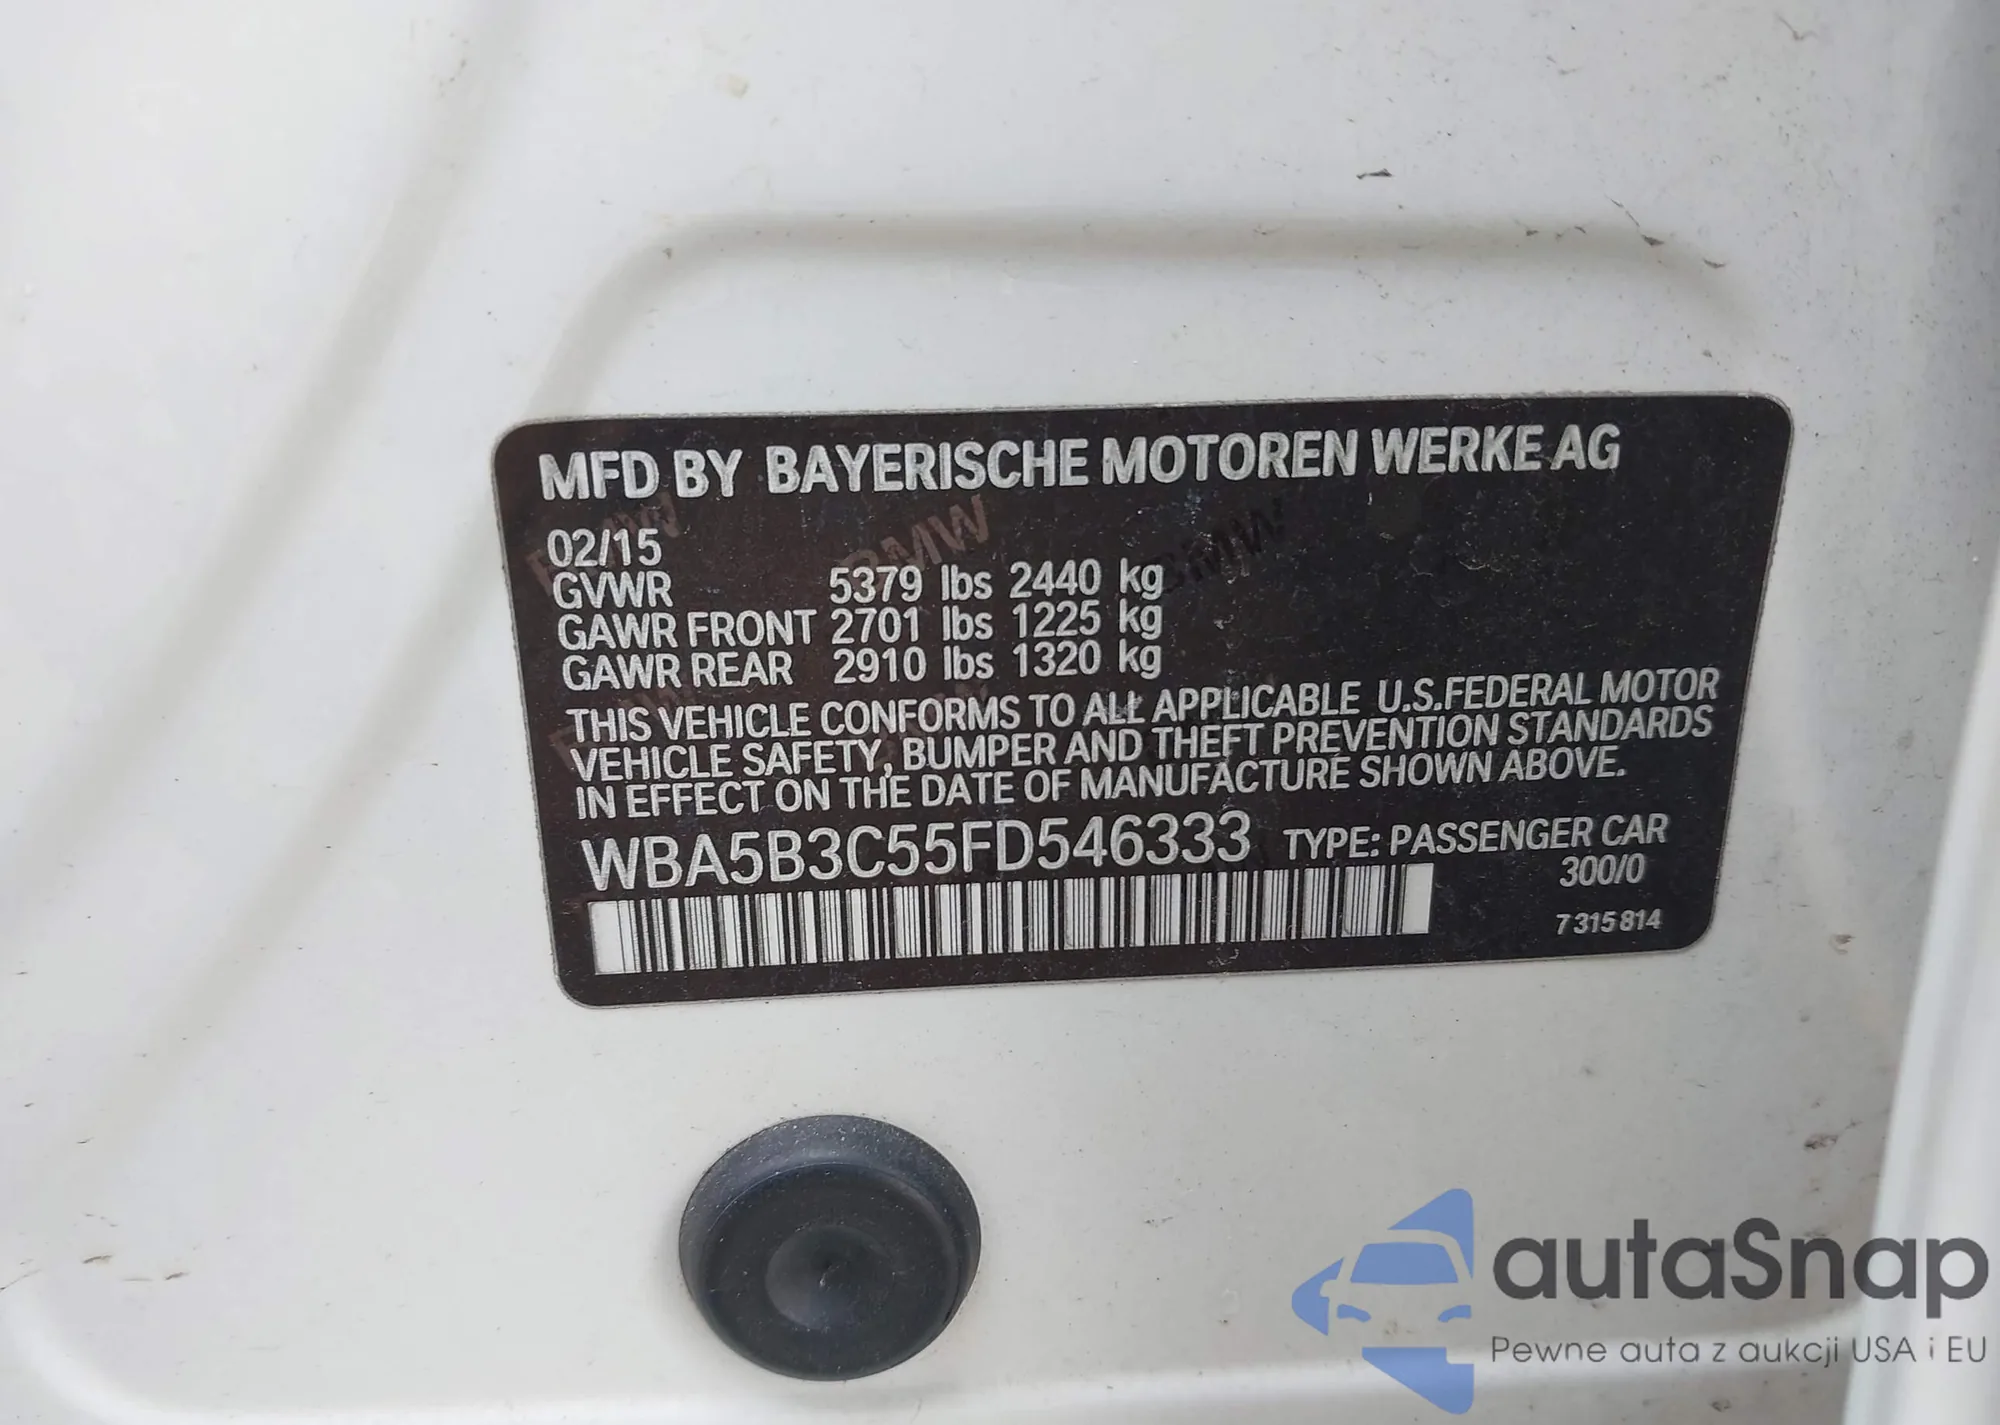 MFD BY BAYERISCHE MOTOREN WERKE AG
02/15
GVWR 5379 lbs 2440 kg
GAWR FRONT 2701 lbs 1225 kg
GAWR REAR 2910 lbs 1320 kg
THIS VEHICLE CONFORMS TO ALL APPLICABLE U.S.FEDERAL MOTOR
VEHICLE SAFETY, BUMPER AND THEFT PREVENTION STANDARDS
IN EFFECT ON THE DATE OF MANUFACTURE SHOWN ABOVE.
WBA5B3C55FD546333 TYPE: PASSENGER CAR
300/0
7 315 814
autaSnap
Pewne auta z aukcji USA i EU